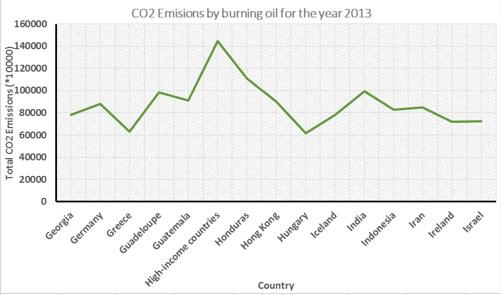 CO2 Emisions by burning oil for the year 2013
Total CO2 Emissions (*10000)
160000
140000
120000
100000
80000
60000
40000
20000
0
Georgia
Germany
Greece
Guadeloupe
Guatemala
High-income countries
Honduras
Hong Kong
Hungary
Iceland
India
Indonesia
Iran
Ireland
Israel
Country